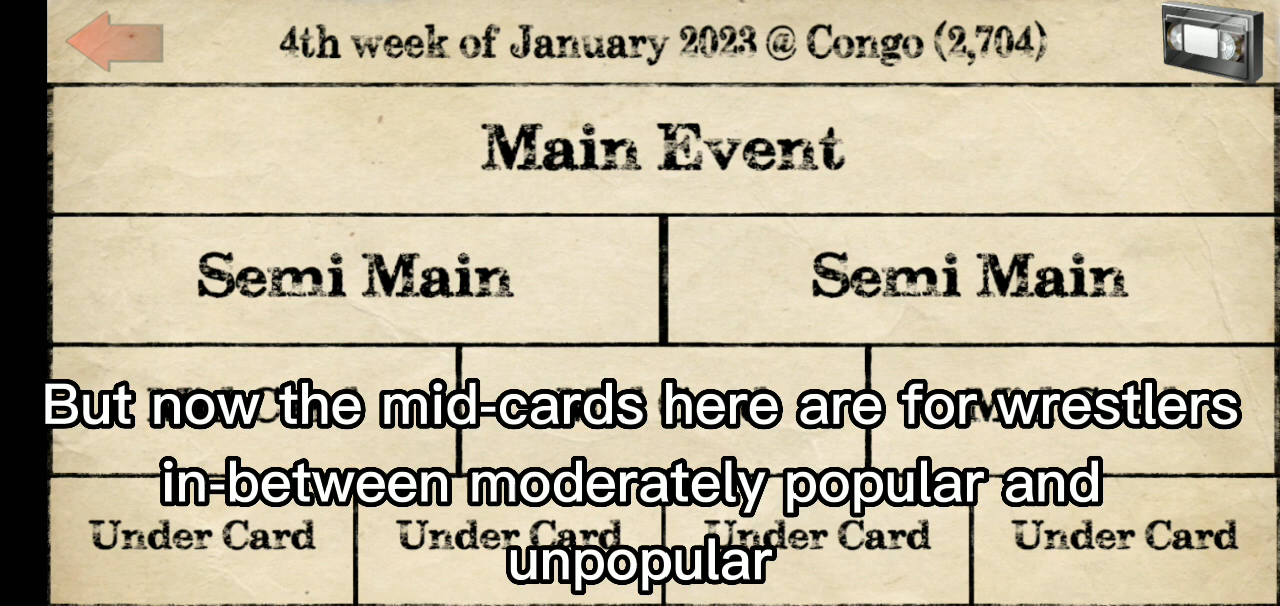 4th week of January 2023 @ Congo (2,704)
Main Event
Semi Main Semi Main
But now the mid-cards here are for wrestlers
in-between moderately popular and
Under Card Under Card Under Card Under Card
unpopular